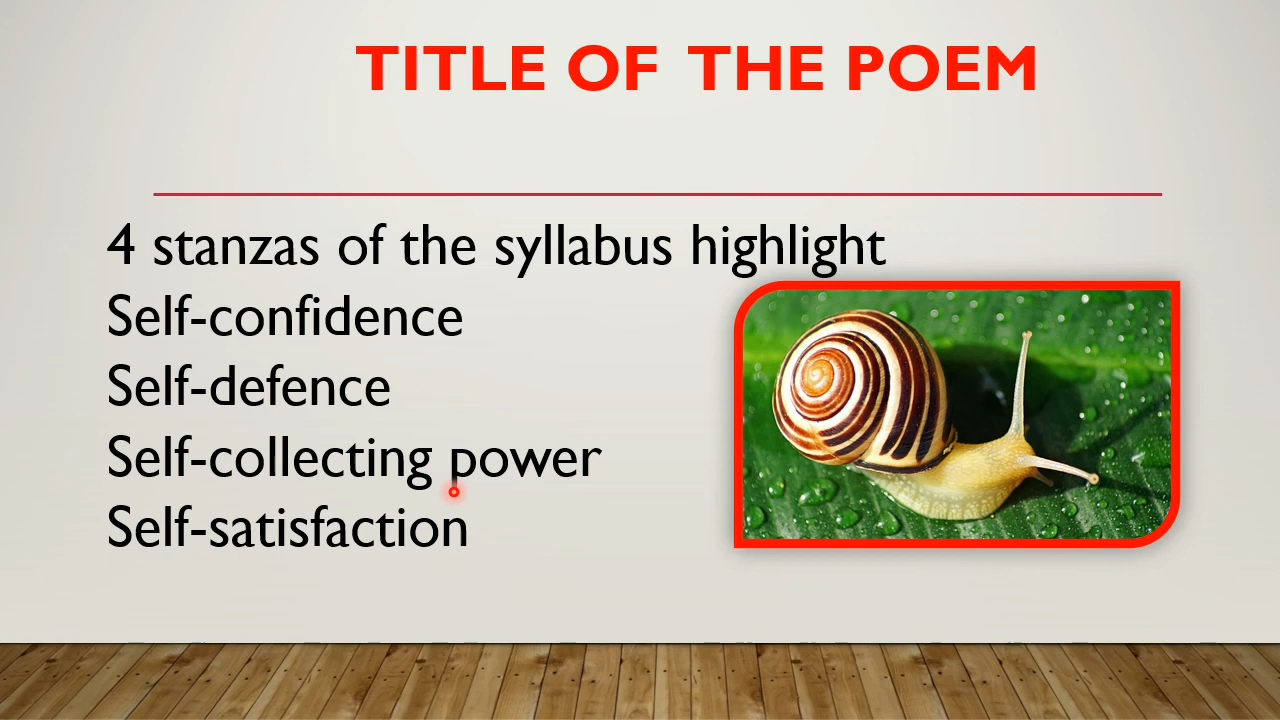 TITLE OF THE POEM
4 stanzas of the syllabus highlight
Self-confidence
Self-defence
Self-collecting power
Self-satisfaction